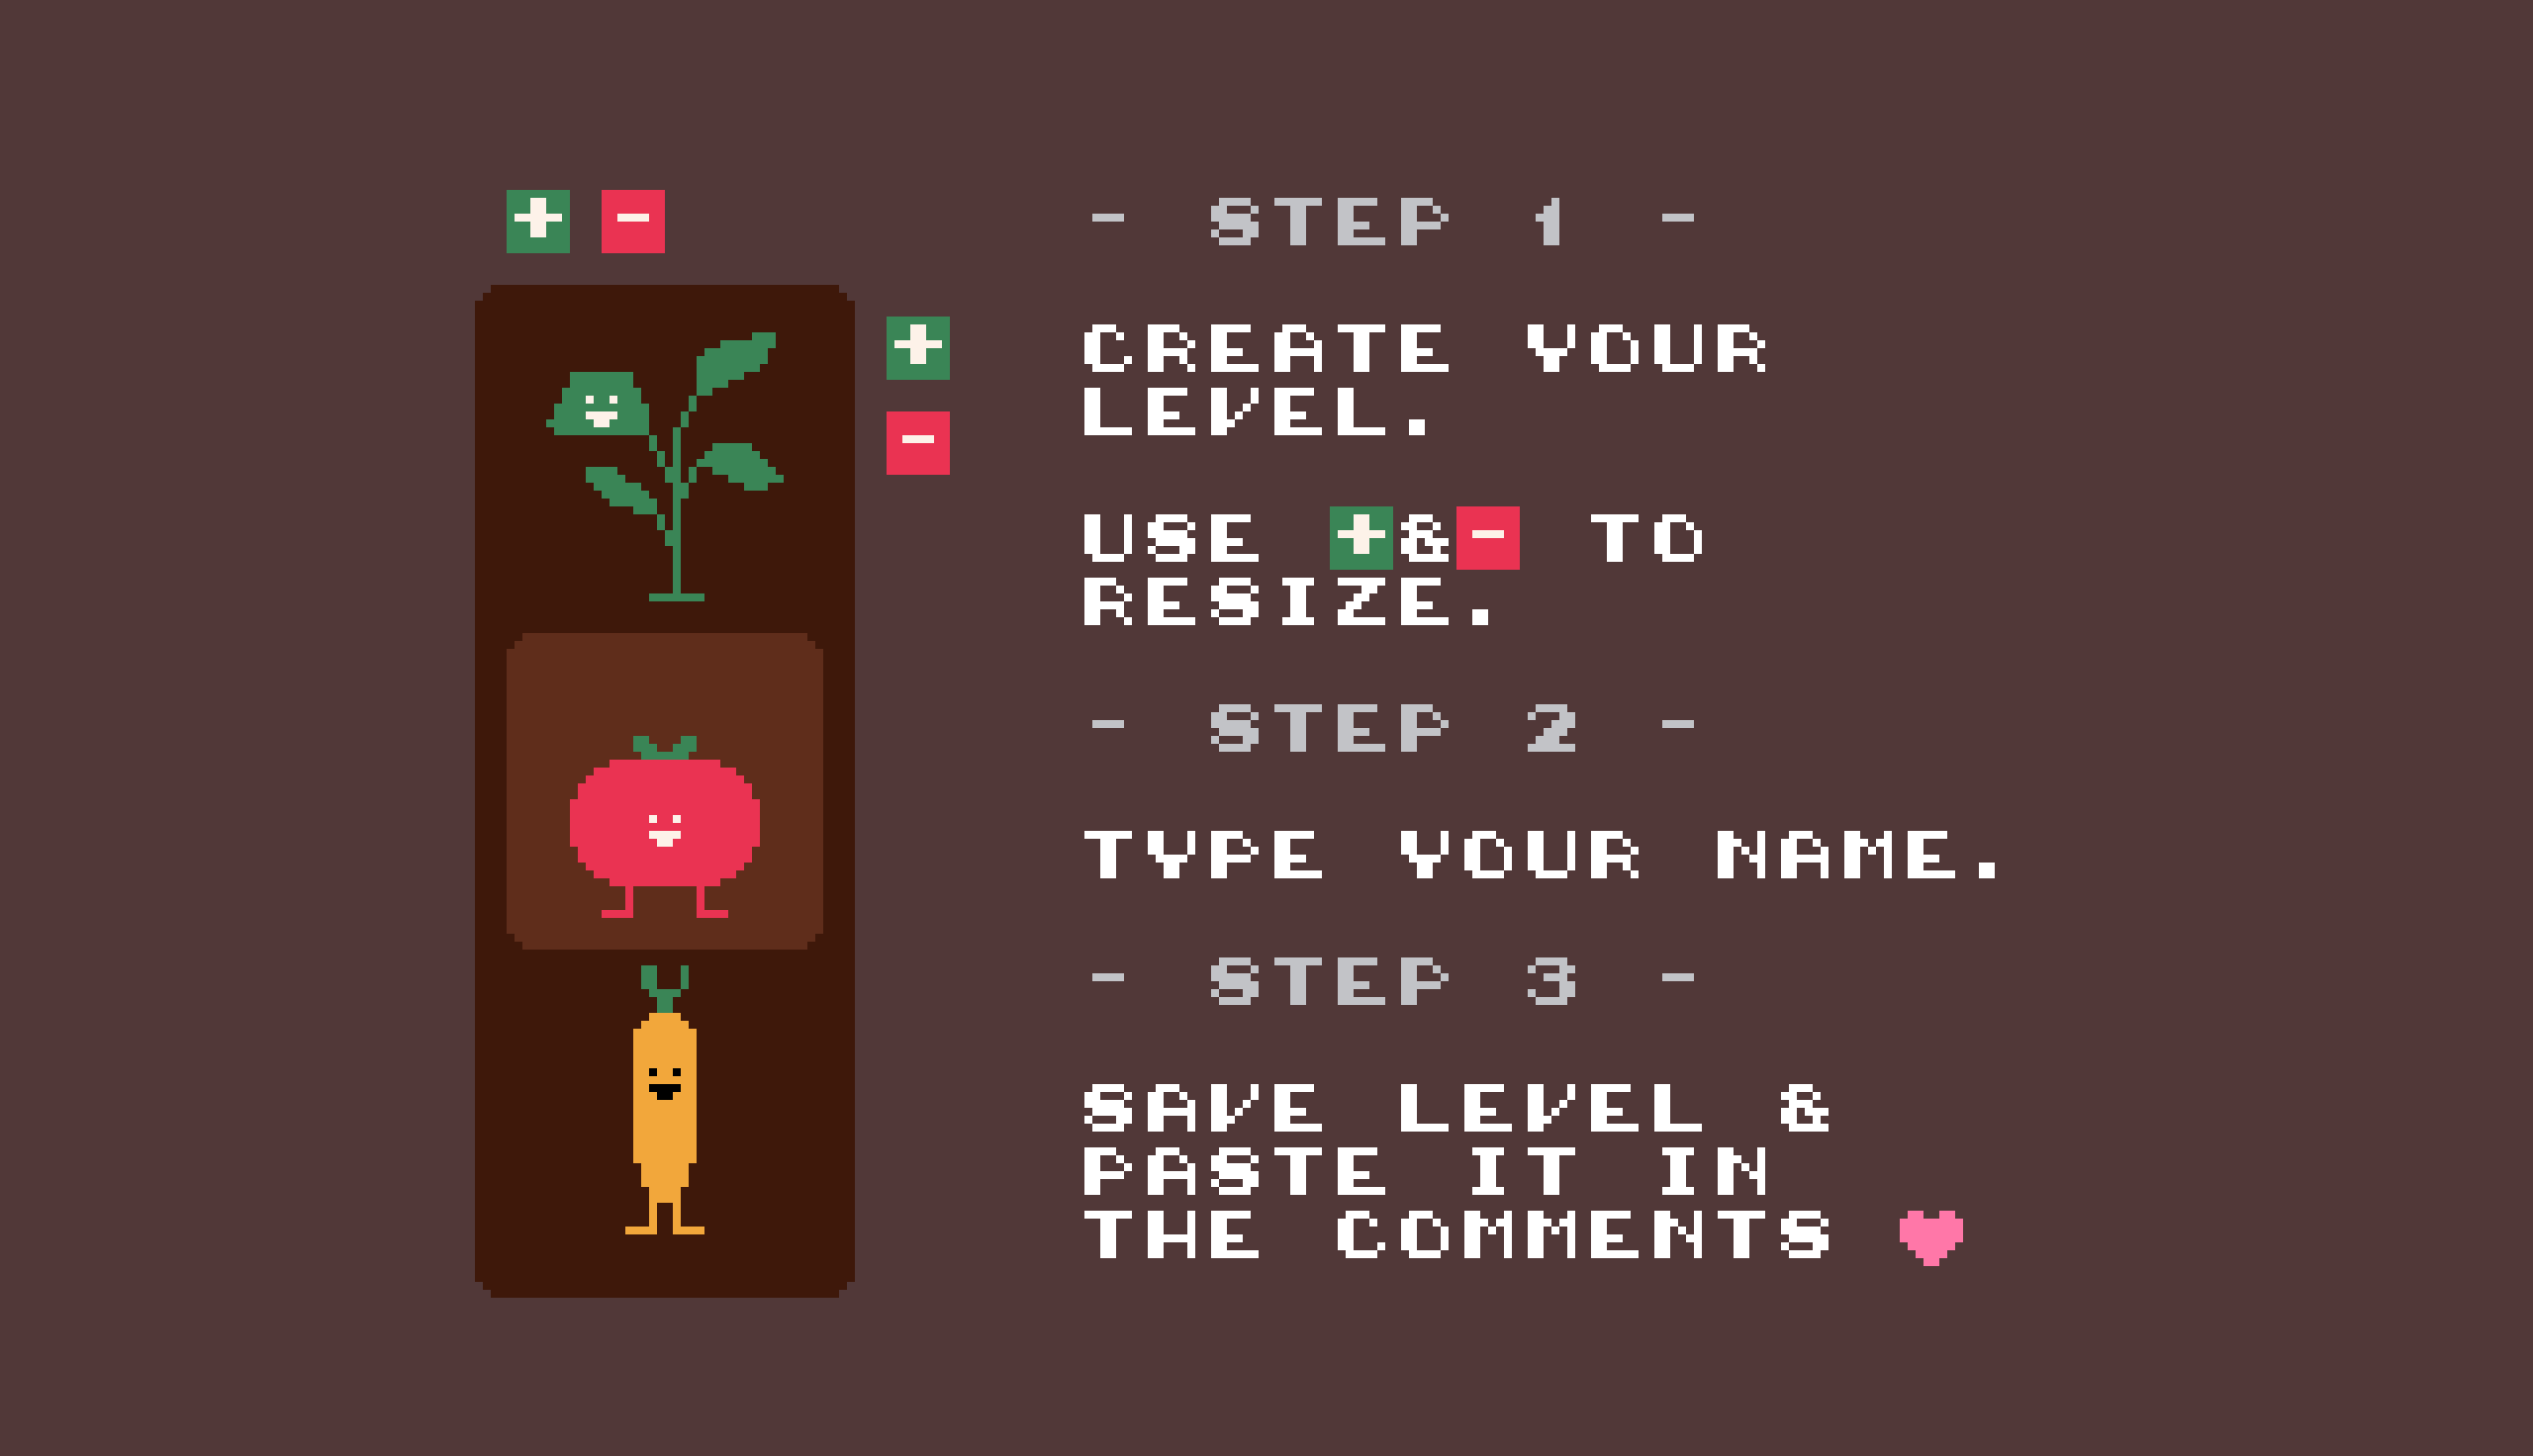 + -
- STEP 1 -
+
-
CREATE YOUR
LEVEL.
USE +&- TO
RESIZE.
- STEP 2 -
TYPE YOUR NAME.
- STEP 3 -
SAVE LEVEL &
PASTE IT IN
THE COMMENTS ♥